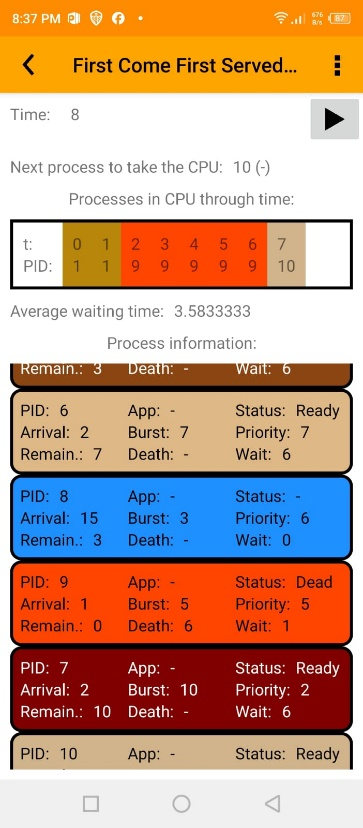 8:37 PM 676 B/s 87
First Come First Served...
Time: 8
Next process to take the CPU: 10 (-)
Processes in CPU through time:
t: 0 1 2 3 4 5 6 7
PID: 1 1 9 9 9 9 9 10
Average waiting time: 3.5833333
Process information:
Remain.: 3 Death: - Wait: 6
PID: 6 App: - Status: Ready
Arrival: 2 Burst: 7 Priority: 7
Remain.: 7 Death: - Wait: 6
PID: 8 App: - Status: -
Arrival: 15 Burst: 3 Priority: 6
Remain.: 3 Death: - Wait: 0
PID: 9 App: - Status: Dead
Arrival: 1 Burst: 5 Priority: 5
Remain.: 0 Death: 6 Wait: 1
PID: 7 App: - Status: Ready
Arrival: 2 Burst: 10 Priority: 2
Remain.: 10 Death: - Wait: 6
PID: 10 App: - Status: Ready